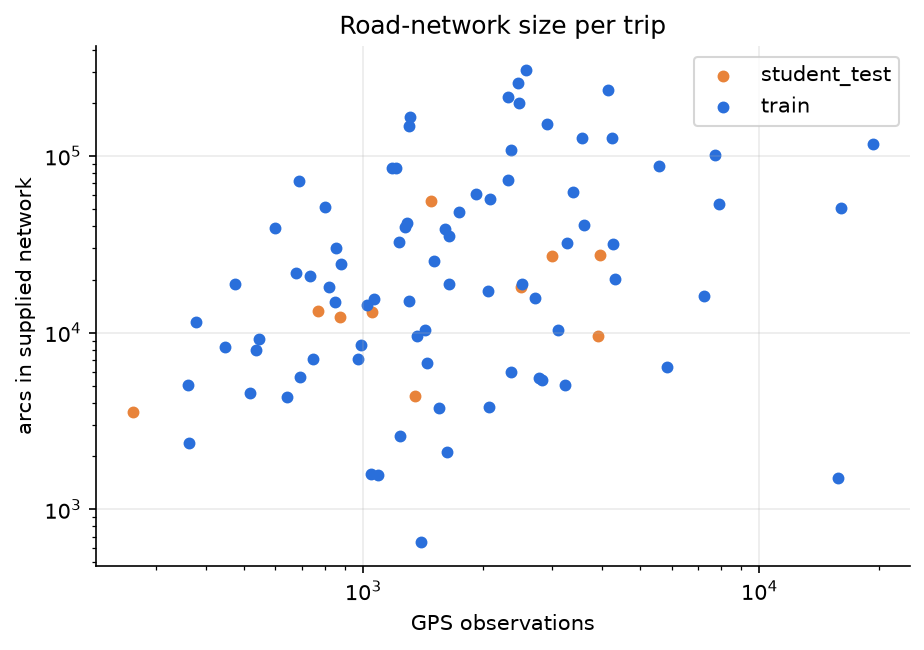 Road-network size per trip
student_test
train
arcs in supplied network
10^5
10^4
10^3
10^3
10^4
GPS observations